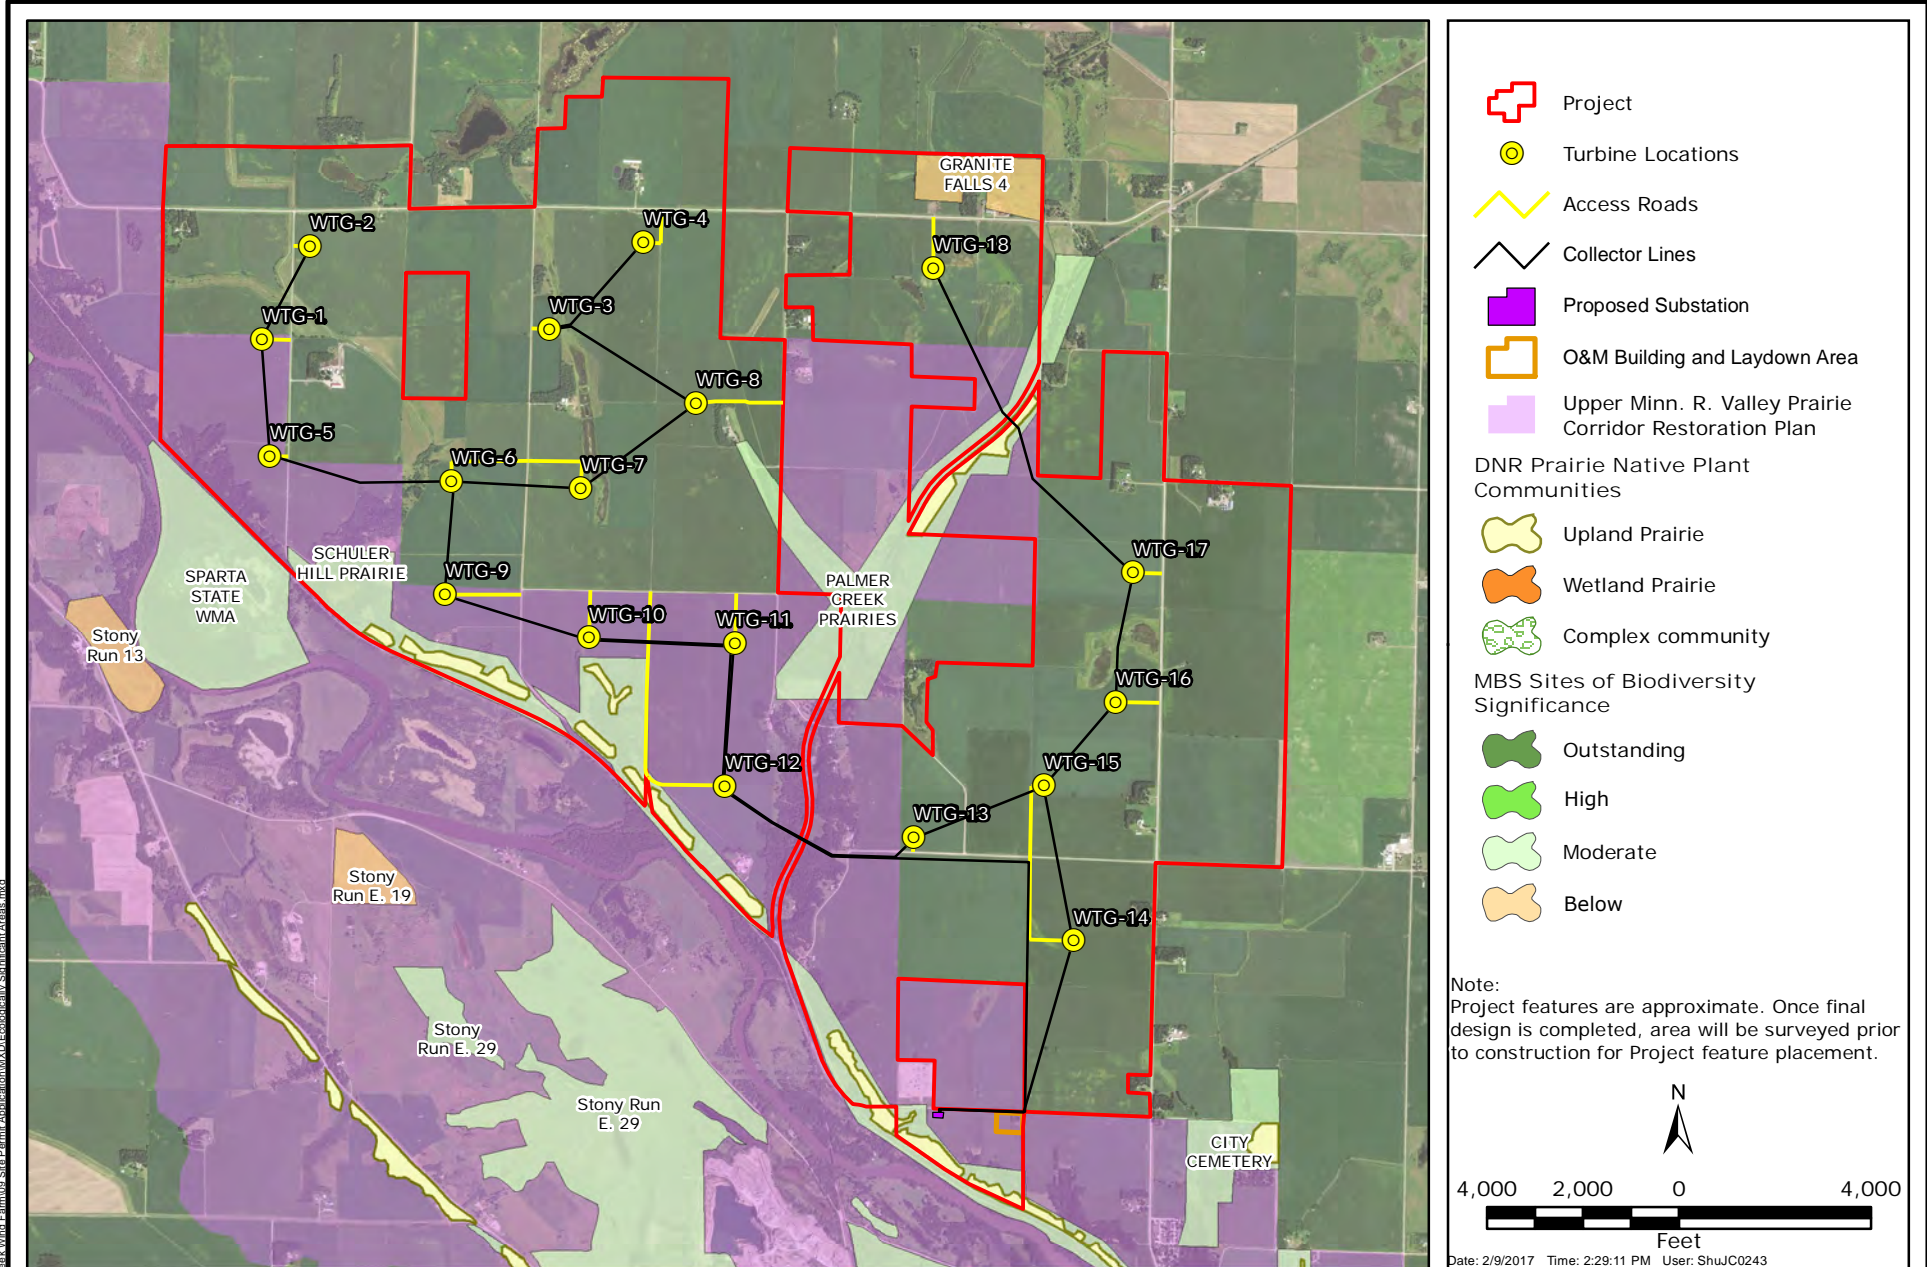 GRANITE
FALLS 4
WTG-2
WTG-4
WTG-18
WTG-3
WTG-1
WTG-8
WTG-5
WTG-6
WTG-7
SCHULER
HILL PRAIRIE
WTG-17
SPARTA
STATE
WMA
WTG-9
PALMER
CREEK
PRAIRIES
WTG-10
WTG-11
Stony
Run 13
WTG-16
WTG-12
WTG-15
WTG-13
Stony
Run E. 19
WTG-14
Stony
Run E. 29
Stony Run
E. 29
CITY
CEMETERY
Project
Turbine Locations
Access Roads
Collector Lines
Proposed Substation
O&M Building and Laydown Area
Upper Minn. R. Valley Prairie
Corridor Restoration Plan
DNR Prairie Native Plant
Communities
Upland Prairie
Wetland Prairie
Complex community
MBS Sites of Biodiversity
Significance
Outstanding
High
Moderate
Below
Note:
Project features are approximate. Once final
design is completed, area will be surveyed prior
to construction for Project feature placement.
N
4,000 2,000 0 4,000
Feet
Date: 2/9/2017 Time: 2:29:11 PM User: ShuJC0243